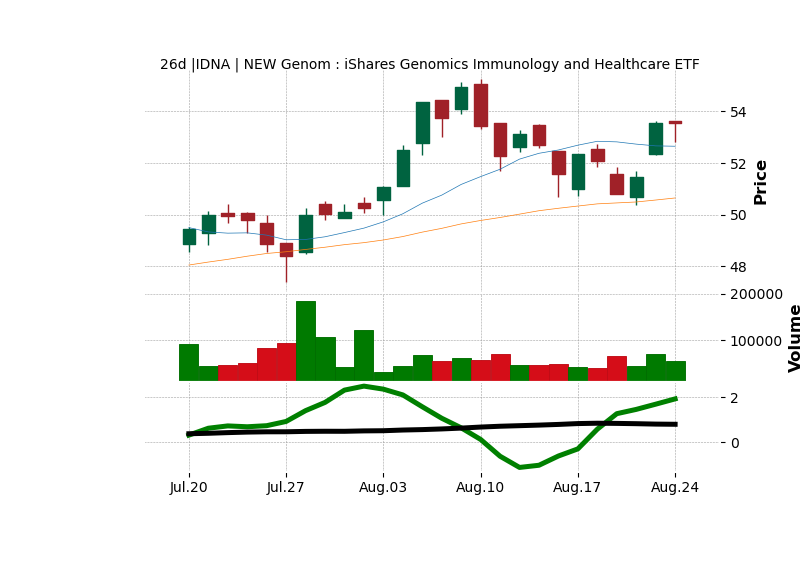 26d |IDNA | NEW Genom : iShares Genomics Immunology and Healthcare ETF
54
52
50
48
Price
200000
100000
Volume
2
0
Jul.20 Jul.27 Aug.03 Aug.10 Aug.17 Aug.24